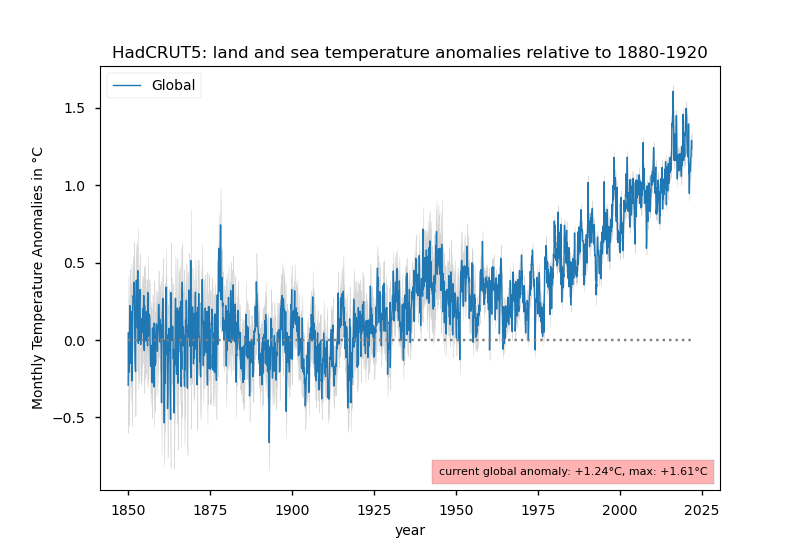 HadCRUT5: land and sea temperature anomalies relative to 1880-1920
Global
Monthly Temperature Anomalies in °C
1.5
1.0
0.5
0.0
−0.5
current global anomaly: +1.24°C, max: +1.61°C
1850 1875 1900 1925 1950 1975 2000 2025
year